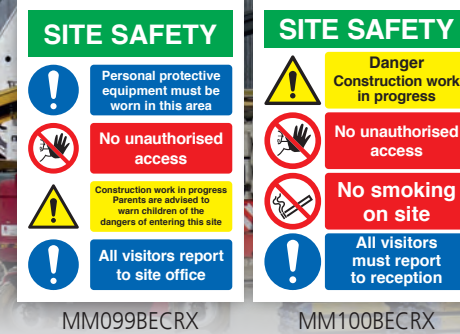 SITE SAFETY
Personal protective
equipment must be
worn in this area
No unauthorised
access
Construction work in progress
Parents are advised to
warn children of the
dangers of entering this site
All visitors report
to site office
MM099BECRX
SITE SAFETY
Danger
Construction work
in progress
No unauthorised
access
No smoking
on site
All visitors
must report
to reception
MM100BECRX